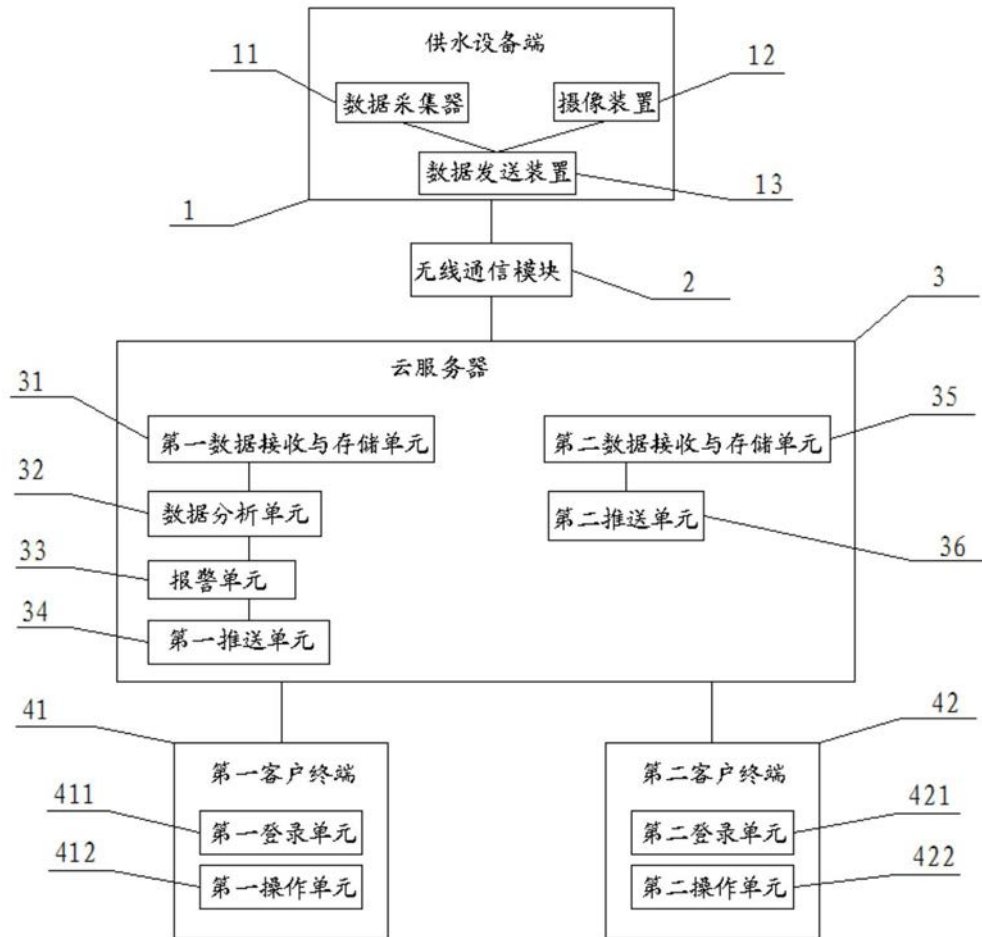 供水设备端
11
12
数据采集器
摄像装置
数据发送装置
13
1
无线通信模块
2
3
云服务器
31
35
第一数据接收与存储单元
第二数据接收与存储单元
32
数据分析单元
第二推送单元
33
36
报警单元
34
第一推送单元
41
42
第一客户终端
第二客户终端
411
421
第一登录单元
第二登录单元
412
422
第一操作单元
第二操作单元